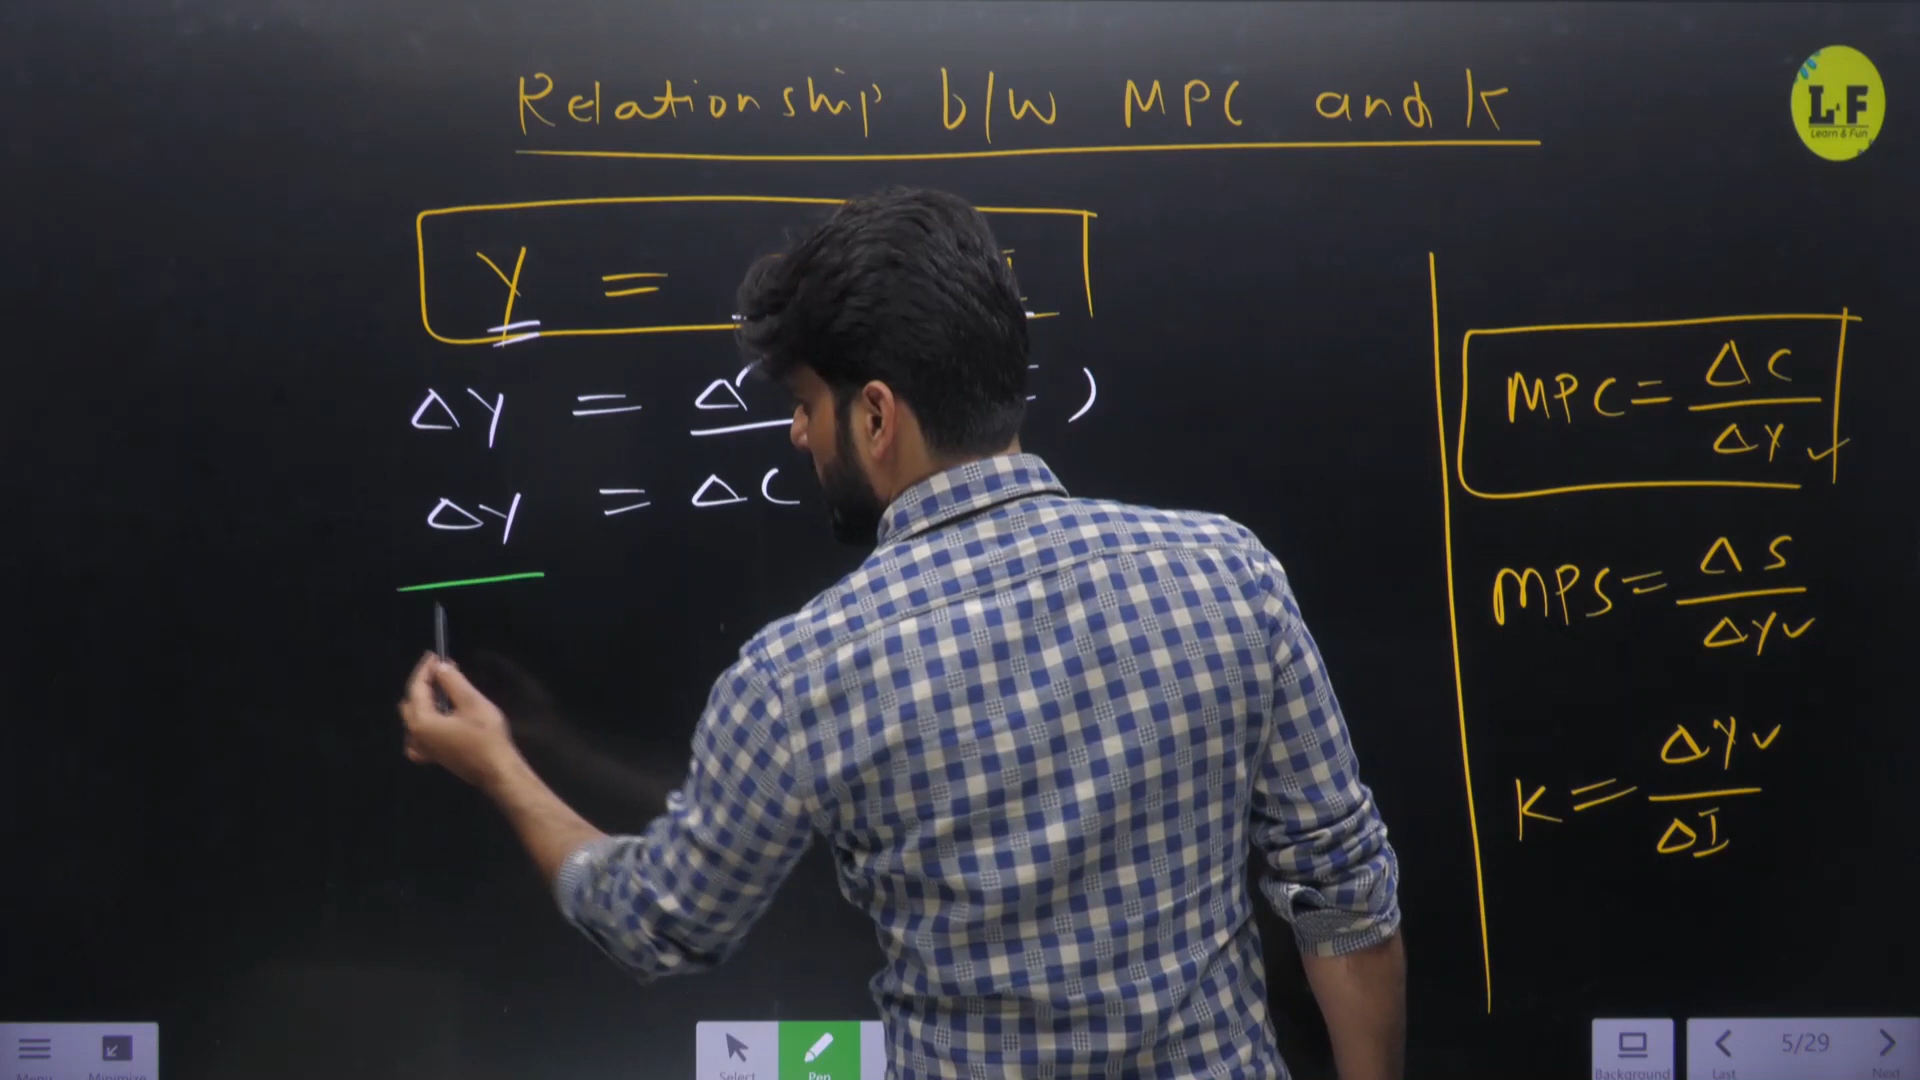 Relationship b/w MPC and K
L&F
Learn & Fun
Y =
ΔY = Δ )
ΔY = ΔC
MPC = ΔC / ΔY ✓
MPS = ΔS / ΔY ✓
K = ΔY ✓ / ΔI
Menu
Minimize
Select
Pen
Background
Last
5/29
Next